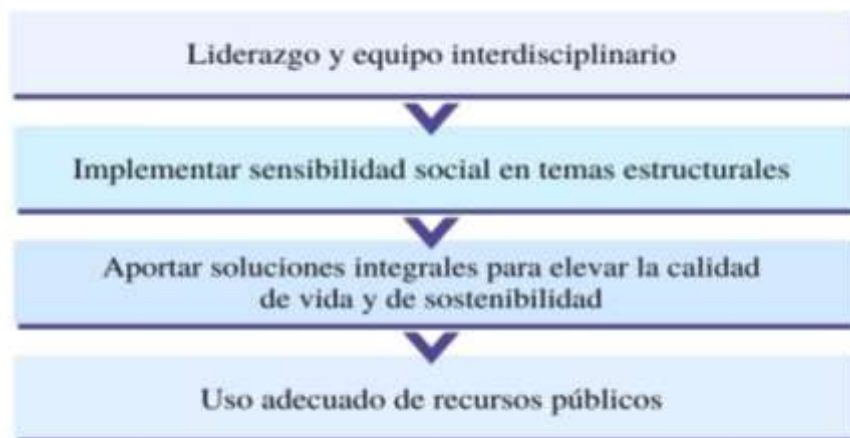 Liderazgo y equipo interdisciplinario
Implementar sensibilidad social en temas estructurales
Aportar soluciones integrales para elevar la calidad
de vida y de sostenibilidad
Uso adecuado de recursos públicos